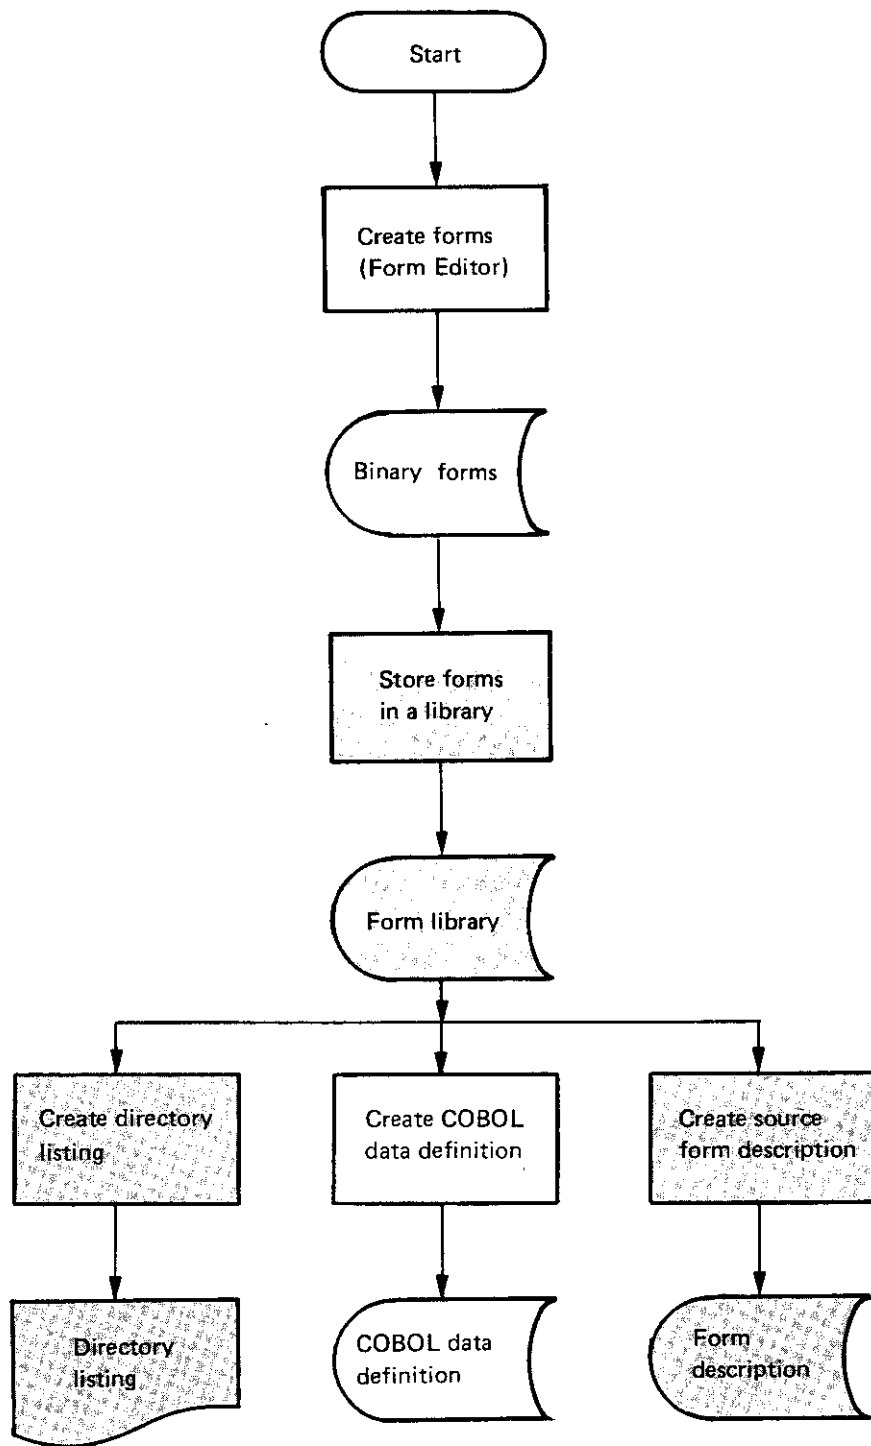 Start
Create forms
(Form Editor)
Binary forms
Store forms
in a library
Form library
Create directory
listing
Create COBOL
data definition
Create source
form description
Directory
listing
COBOL data
definition
Form
description